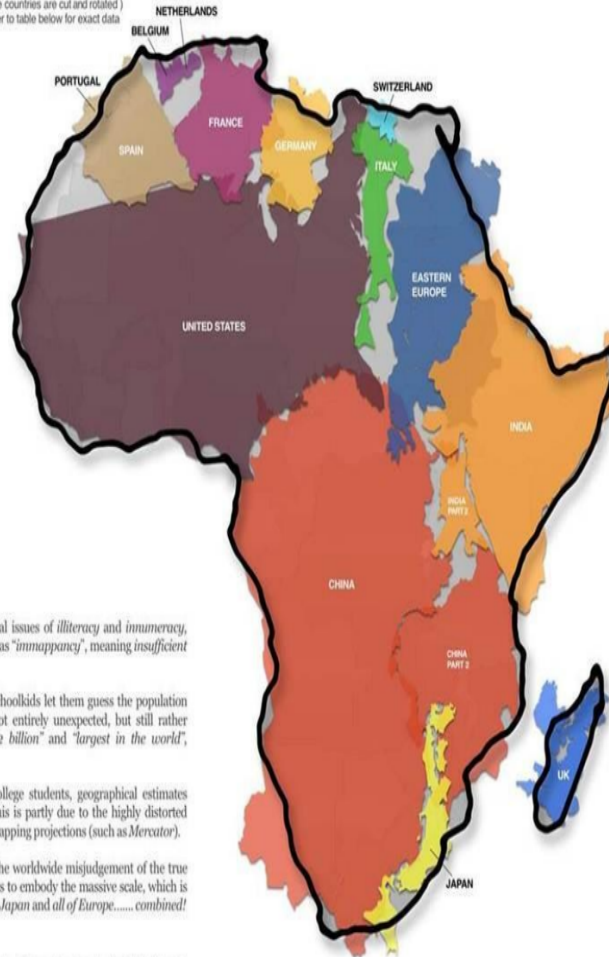 e countries are cut and rotated )
er to table below for exact data
NETHERLANDS
BELGIUM
PORTUGAL
SWITZERLAND
SPAIN
FRANCE
GERMANY
ITALY
EASTERN
EUROPE
UNITED STATES
INDIA
INDIA
PART 2
CHINA
CHINA
PART 2
UK
JAPAN
al issues of illiteracy and innumeracy,
as "immappancy", meaning insufficient
hoolkids let them guess the population
ot entirely unexpected, but still rather
billion" and "largest in the world",
ollege students, geographical estimates
his is partly due to the highly distorted
apping projections (such as Mercator).
he worldwide misjudgement of the true
s to embody the massive scale, which is
Japan and all of Europe....... combined!